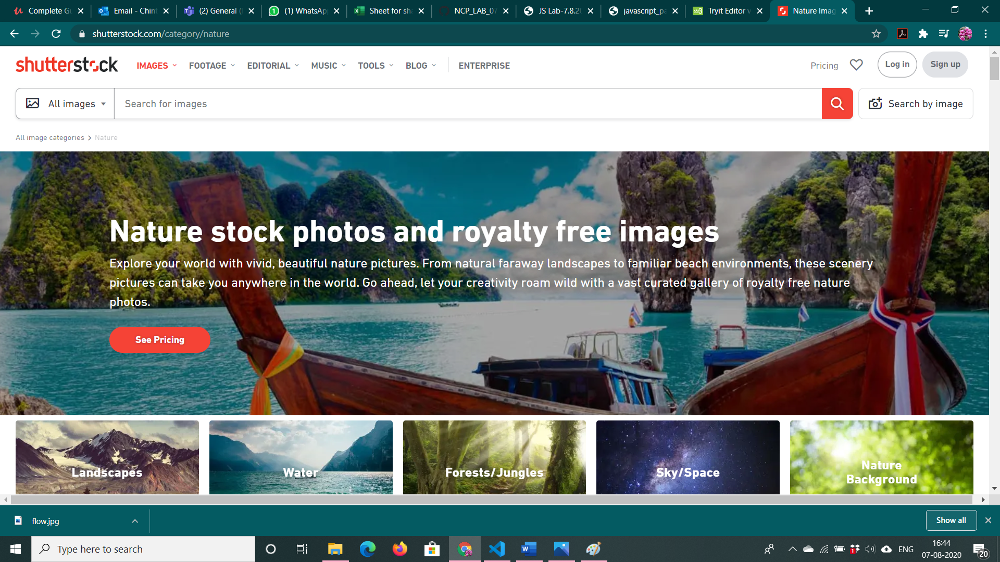 Complete Gu
Email - Chint
(2) General (
(1) WhatsApp
Sheet for sha
NCP_LAB_07
JS Lab-7.8.20
javascript_pa
Tryit Editor v
Nature Imag
shutterstock.com/category/nature
shutterstock
IMAGES
FOOTAGE
EDITORIAL
MUSIC
TOOLS
BLOG
ENTERPRISE
Pricing
Log in
Sign up
All images
Search for images
Search by image
All image categories > Nature
Nature stock photos and royalty free images
Explore your world with vivid, beautiful nature pictures. From natural faraway landscapes to familiar beach environments, these scenery
pictures can take you anywhere in the world. Go ahead, let your creativity roam wild with a vast curated gallery of royalty free nature
photos.
See Pricing
Landscapes
Water
Forests/Jungles
Sky/Space
Nature
Background
flow.jpg
Show all
Type here to search
ENG
16:44
07-08-2020
20